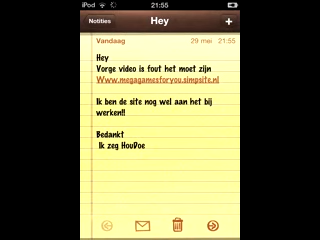 iPod 21:55
Notities Hey +
Vandaag 29 mei 21:55
Hey
Vorge video is fout het moet zijn
Www.megagamesforyou.simpsite.nl
Ik ben de site nog wel aan het bij
werken!!
Bedankt
Ik zeg HouDoe